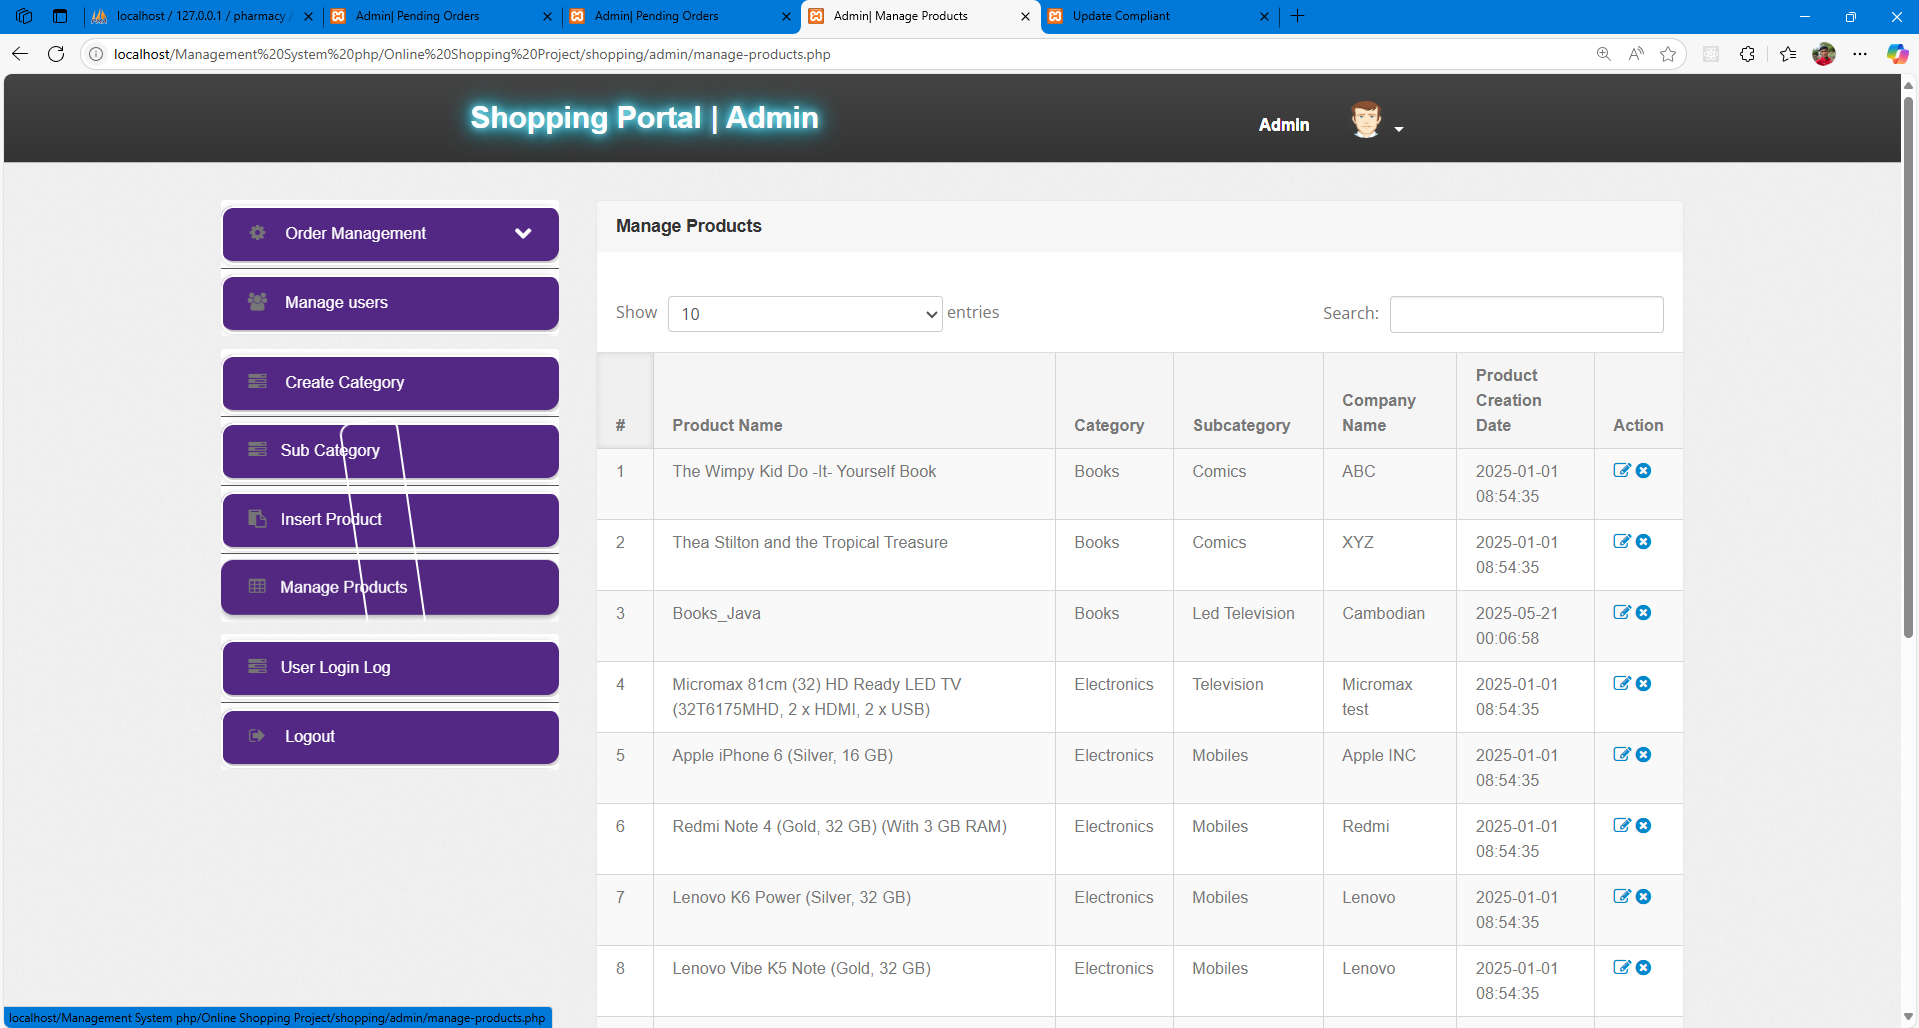 localhost / 127.0.0.1 / pharmacy /
Admin| Pending Orders
Admin| Pending Orders
Admin| Manage Products
Update Compliant
localhost/Management%20System%20php/Online%20Shopping%20Project/shopping/admin/manage-products.php
Shopping Portal | Admin
Admin
Order Management
Manage users
Create Category
Sub Category
Insert Product
Manage Products
User Login Log
Logout
Manage Products
Show 10 entries
Search:
# Product Name Category Subcategory Company Name Product Creation Date Action
1 The Wimpy Kid Do -It- Yourself Book Books Comics ABC 2025-01-01
08:54:35
2 Thea Stilton and the Tropical Treasure Books Comics XYZ 2025-01-01
08:54:35
3 Books_Java Books Led Television Cambodian 2025-05-21
00:06:58
4 Micromax 81cm (32) HD Ready LED TV Electronics Television Micromax 2025-01-01
(32T6175MHD, 2 x HDMI, 2 x USB) test 08:54:35
5 Apple iPhone 6 (Silver, 16 GB) Electronics Mobiles Apple INC 2025-01-01
08:54:35
6 Redmi Note 4 (Gold, 32 GB) (With 3 GB RAM) Electronics Mobiles Redmi 2025-01-01
08:54:35
7 Lenovo K6 Power (Silver, 32 GB) Electronics Mobiles Lenovo 2025-01-01
08:54:35
8 Lenovo Vibe K5 Note (Gold, 32 GB) Electronics Mobiles Lenovo 2025-01-01
08:54:35
localhost/Management System php/Online Shopping Project/shopping/admin/manage-products.php